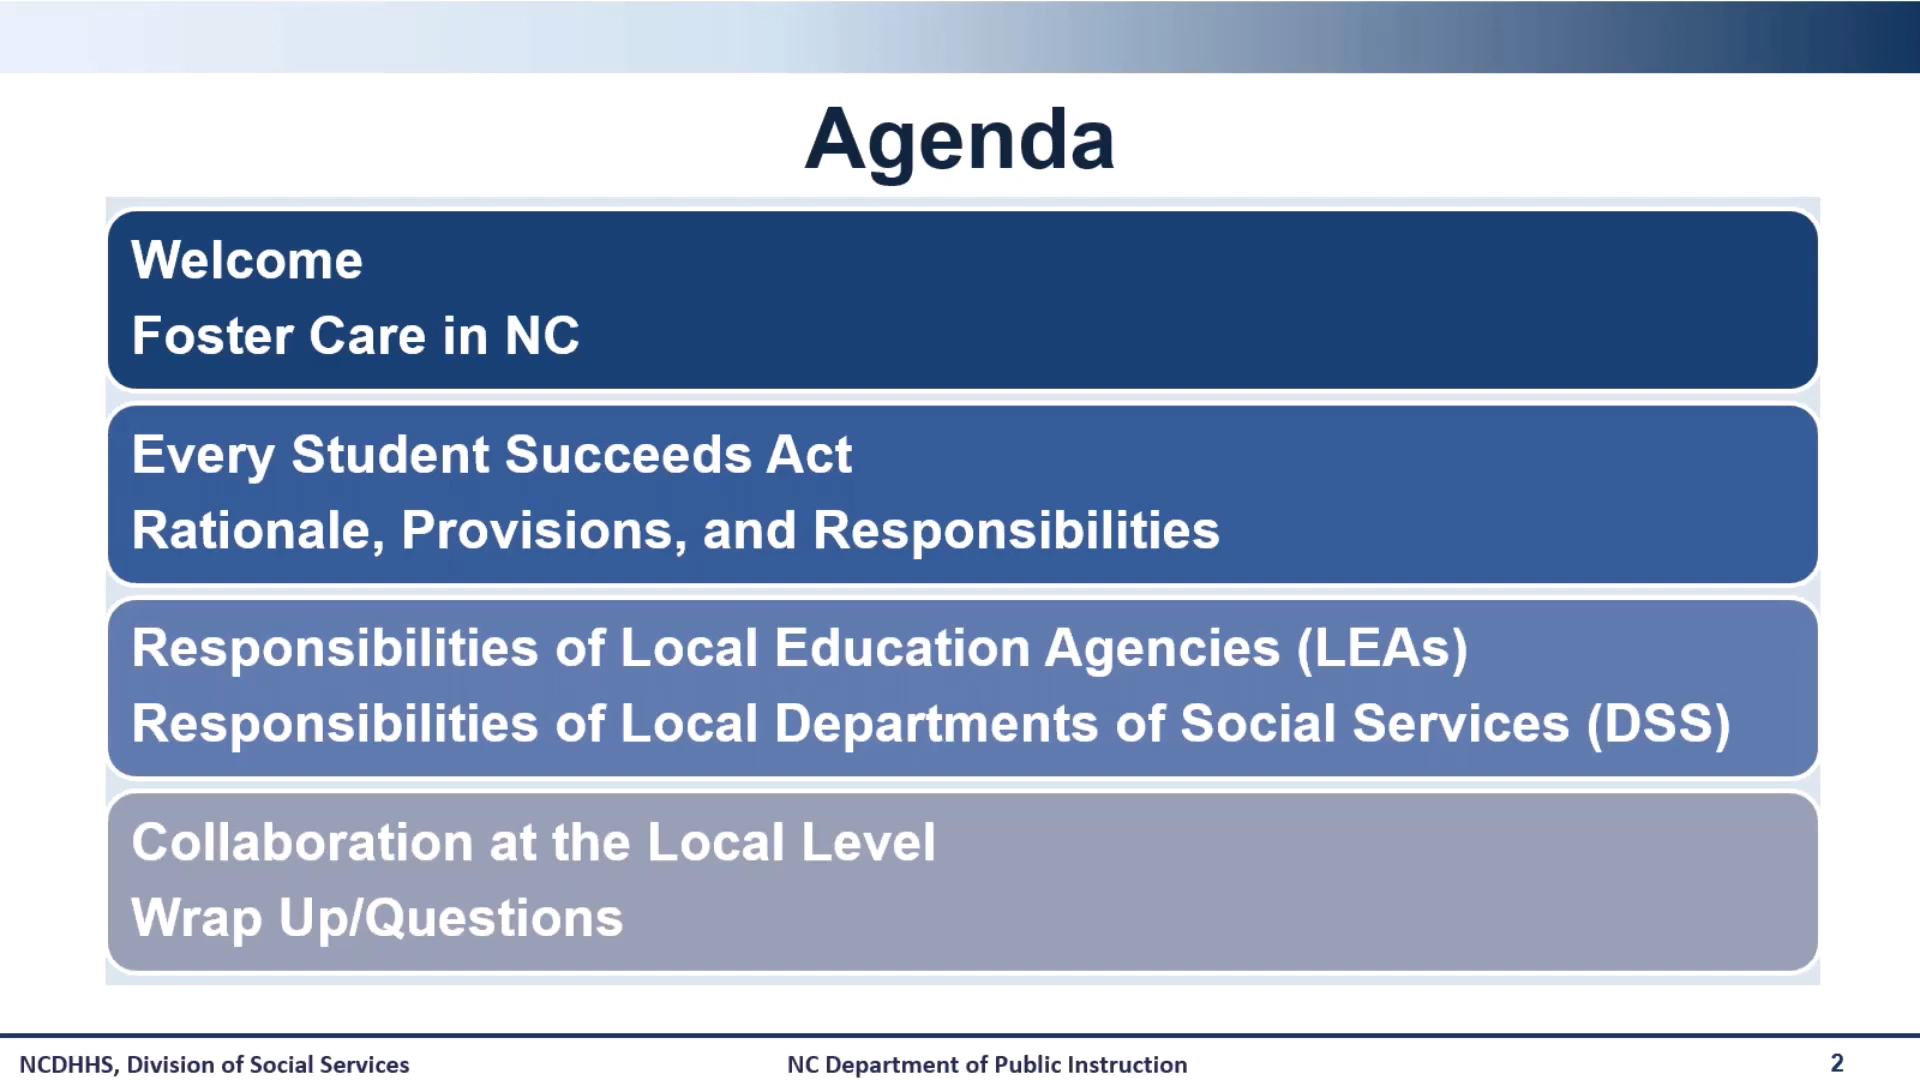 Agenda
Welcome
Foster Care in NC
Every Student Succeeds Act
Rationale, Provisions, and Responsibilities
Responsibilities of Local Education Agencies (LEAs)
Responsibilities of Local Departments of Social Services (DSS)
Collaboration at the Local Level
Wrap Up/Questions
NCDHHS, Division of Social Services
NC Department of Public Instruction
2